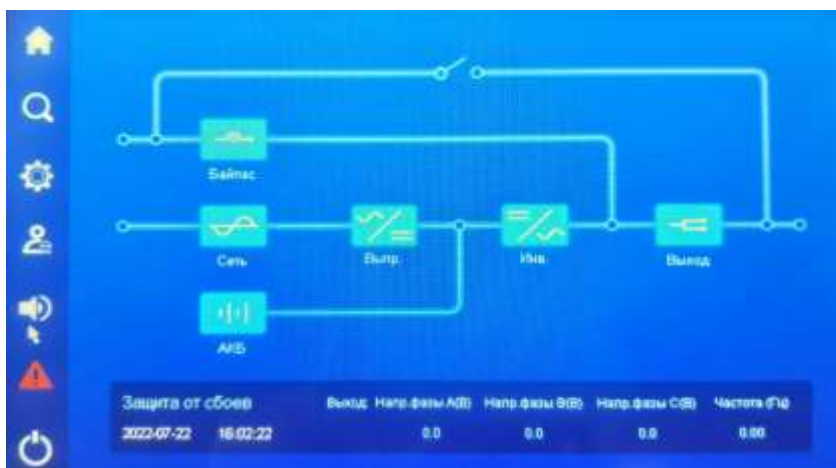 Байпас
Сеть
Выпр.
Инв.
Выход
АКБ
Защита от сбоев
Выход: Напр.фазы A(В) Напр.фазы B(В) Напр.фазы C(В) Частота (Гц)
2022-07-22 16:02:22 0.0 0.0 0.0 0.00